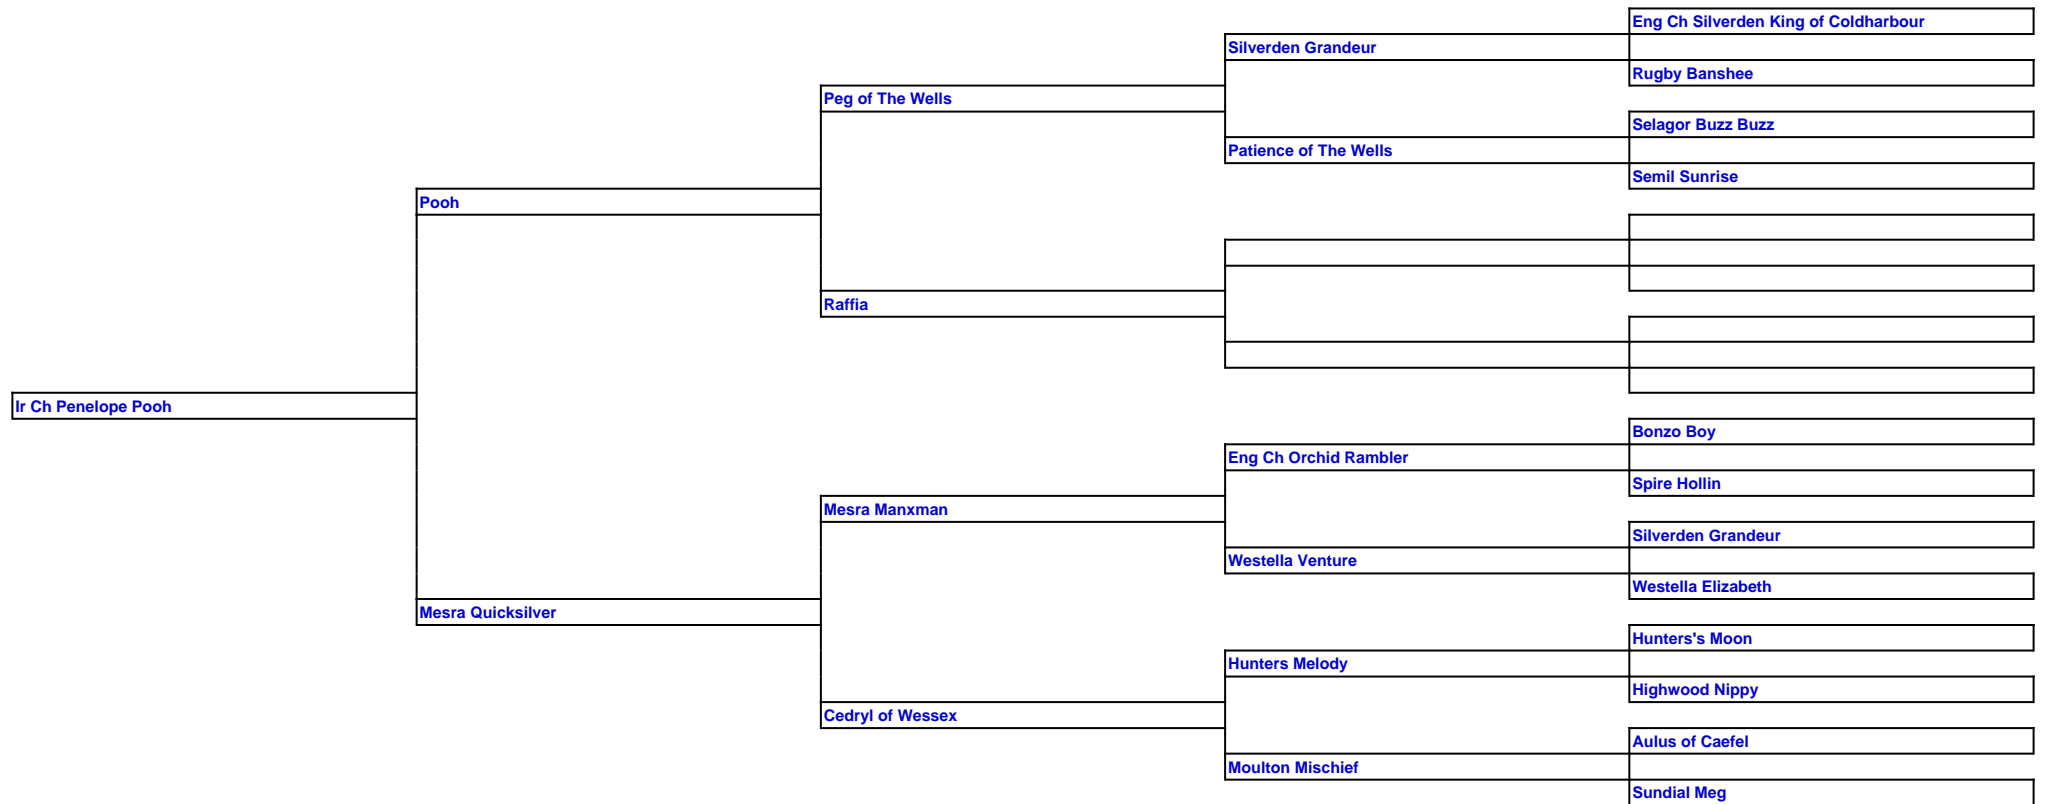 Eng Ch Silverden King of Coldharbour
Silverden Grandeur
Rugby Banshee
Peg of The Wells
Selagor Buzz Buzz
Patience of The Wells
Semil Sunrise
Pooh
Raffia
Ir Ch Penelope Pooh
Bonzo Boy
Eng Ch Orchid Rambler
Spire Hollin
Mesra Manxman
Silverden Grandeur
Westella Venture
Westella Elizabeth
Mesra Quicksilver
Hunters's Moon
Hunters Melody
Highwood Nippy
Cedryl of Wessex
Aulus of Caefel
Moulton Mischief
Sundial Meg